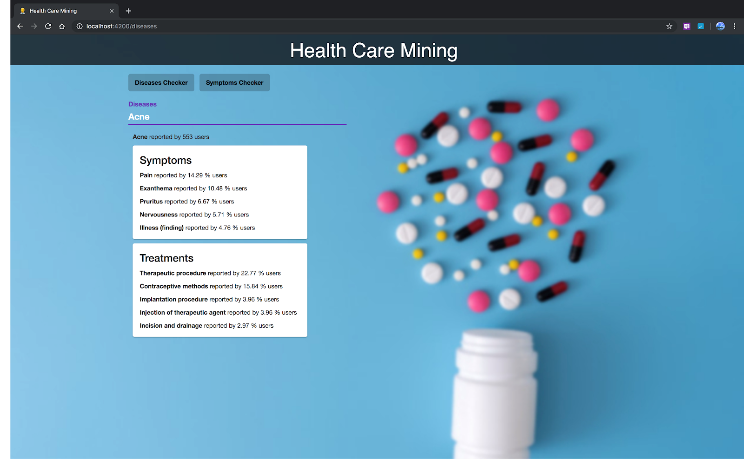 Health Care Mining
localhost:4200/diseases
Health Care Mining
Diseases Checker
Symptoms Checker
Diseases
Acne
Acne reported by 553 users
Symptoms
Pain reported by 14.29 % users
Exanthema reported by 10.48 % users
Pruritus reported by 6.67 % users
Nervousness reported by 5.71 % users
Illness (finding) reported by 4.76 % users
Treatments
Therapeutic procedure reported by 22.77 % users
Contraceptive methods reported by 15.84 % users
Implantation procedure reported by 3.96 % users
Injection of therapeutic agent reported by 3.96 % users
Incision and drainage reported by 2.97 % users